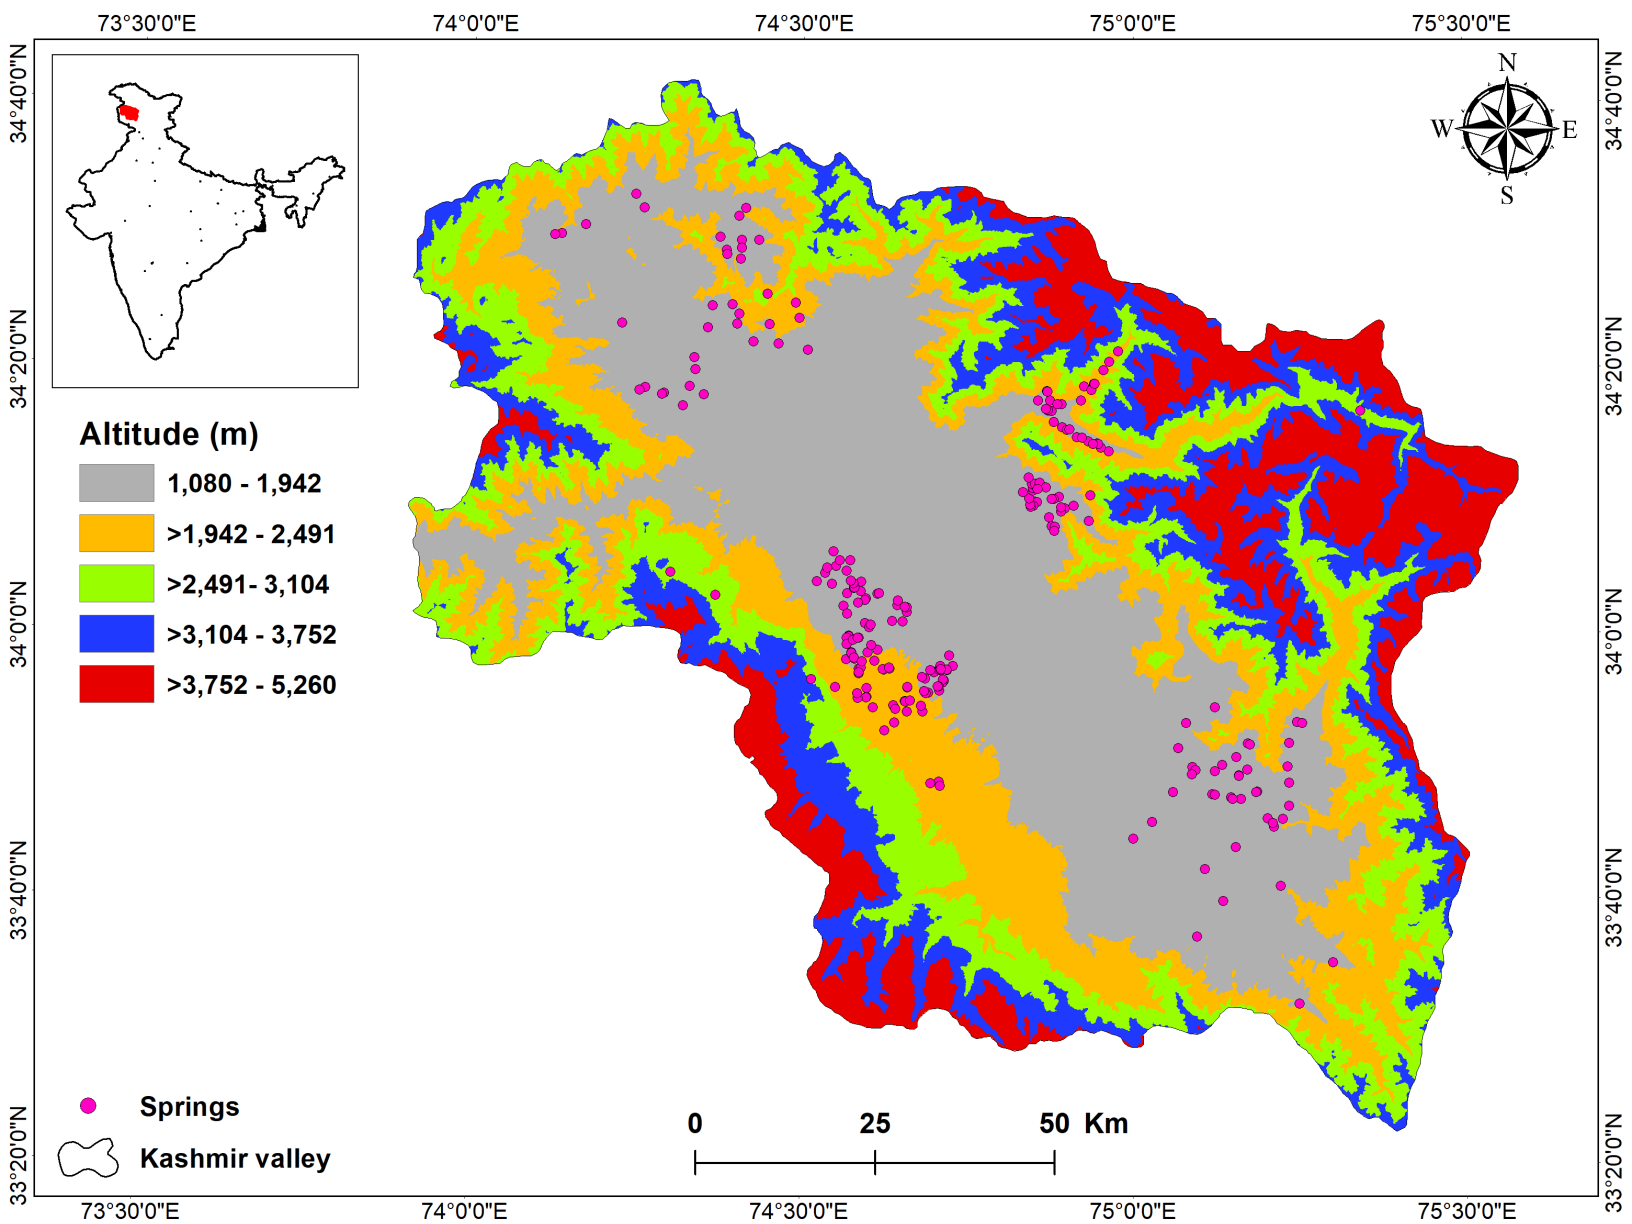 73°30'0"E 74°0'0"E 74°30'0"E 75°0'0"E 75°30'0"E
34°40'0"N
34°40'0"N
N
W E
S
34°20'0"N
34°20'0"N
Altitude (m)
1,080 - 1,942
>1,942 - 2,491
>2,491- 3,104
>3,104 - 3,752
>3,752 - 5,260
34°0'0"N
34°0'0"N
33°40'0"N
33°40'0"N
Springs
Kashmir valley
0 25 50 Km
33°20'0"N
33°20'0"N
73°30'0"E 74°0'0"E 74°30'0"E 75°0'0"E 75°30'0"E